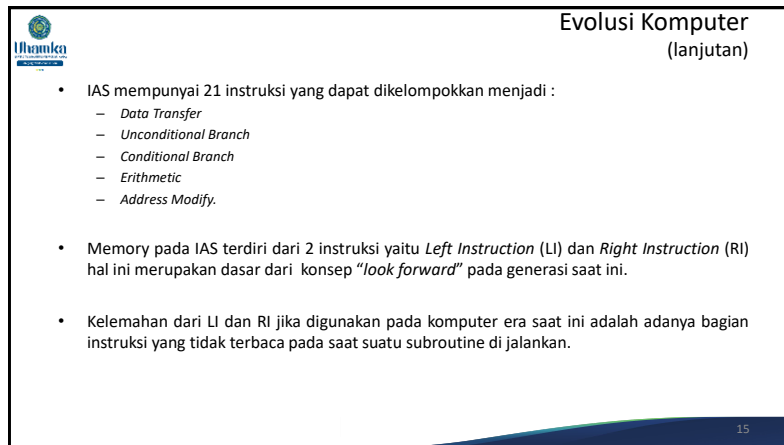 Evolusi Komputer
(lanjutan)
Uhamka
• IAS mempunyai 21 instruksi yang dapat dikelompokkan menjadi :
– Data Transfer
– Unconditional Branch
– Conditional Branch
– Erithmetic
– Address Modify.
• Memory pada IAS terdiri dari 2 instruksi yaitu Left Instruction (LI) dan Right Instruction (RI)
hal ini merupakan dasar dari konsep “look forward” pada generasi saat ini.
• Kelemahan dari LI dan RI jika digunakan pada komputer era saat ini adalah adanya bagian
instruksi yang tidak terbaca pada saat suatu subroutine di jalankan.
15